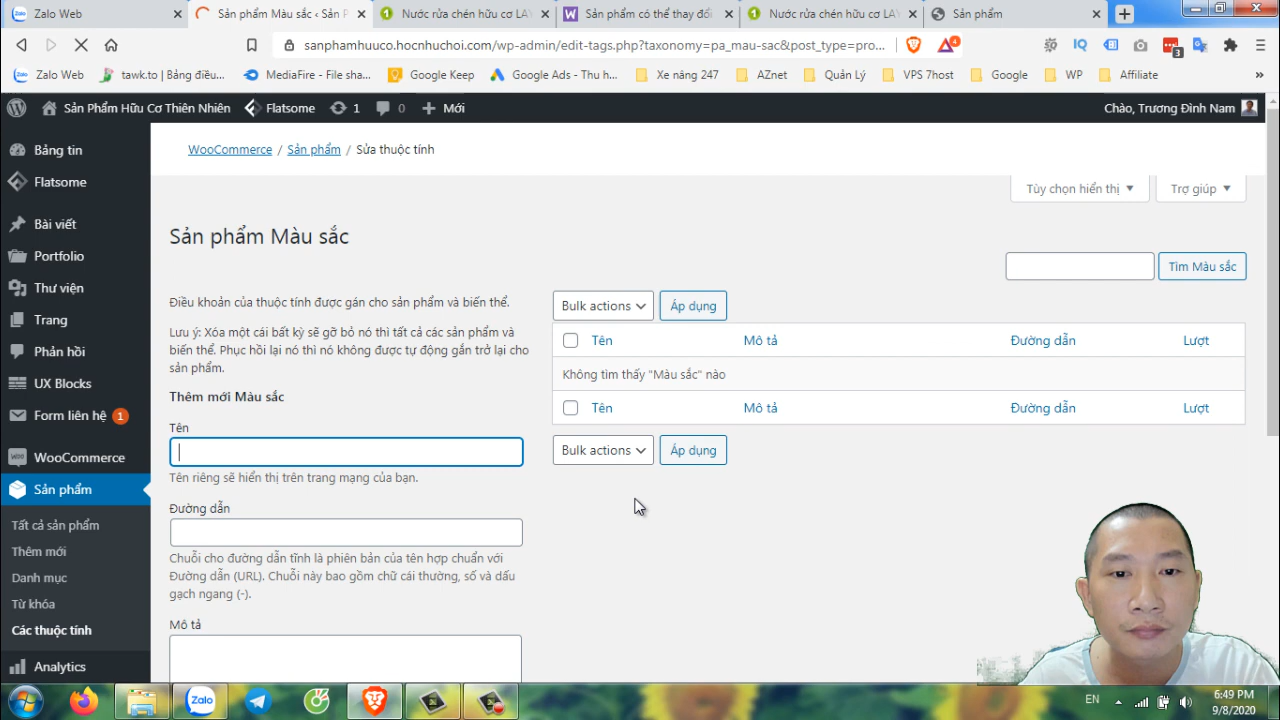 Zalo Web
Sản phẩm Màu sắc ‹ Sản P
Nước rửa chén hữu cơ LAY
Sản phẩm có thể thay đổi
Nước rửa chén hữu cơ LAY
Sản phẩm
sanphamhuuco.hoinhuchoi.com/wp-admin/edit-tags.php?taxonomy=pa_mau-sac&post_type=pro...
4
IQ
3
Zalo Web
tawk.to | Bảng điều...
MediaFire - File sha...
Google Keep
Google Ads - Thu h...
Xe nâng 247
AZnet
Quản Lý
VPS 7host
Google
WP
Affiliate
»
Sản Phẩm Hữu Cơ Thiên Nhiên
Flatsome
1
0
Mới
Chào, Trương Đình Nam
Bảng tin
Flatsome
Bài viết
Portfolio
Thư viện
Trang
Phản hồi
UX Blocks
Form liên hệ 1
WooCommerce
Sản phẩm
Tất cả sản phẩm
Thêm mới
Danh mục
Từ khóa
Các thuộc tính
Analytics
WooCommerce / Sản phẩm / Sửa thuộc tính
Tùy chọn hiển thị
Trợ giúp
Sản phẩm Màu sắc
Tìm Màu sắc
Điều khoản của thuộc tính được gán cho sản phẩm và biến thể.
Lưu ý: Xóa một cái bất kỳ sẽ gỡ bỏ nó thì tất cả các sản phẩm và
biến thể. Phục hồi lại nó thì nó không được tự động gắn trở lại cho
sản phẩm.
Thêm mới Màu sắc
Tên
Tên riêng sẽ hiển thị trên trang mạng của bạn.
Đường dẫn
Chuỗi cho đường dẫn tĩnh là phiên bản của tên hợp chuẩn với
Đường dẫn (URL). Chuỗi này bao gồm chữ cái thường, số và dấu
gạch ngang (-).
Mô tả
Bulk actions
Áp dụng
Tên
Mô tả
Đường dẫn
Lượt
Không tìm thấy "Màu sắc" nào
Tên
Mô tả
Đường dẫn
Lượt
Bulk actions
Áp dụng
Zalo
EN
6:49 PM
9/8/2020